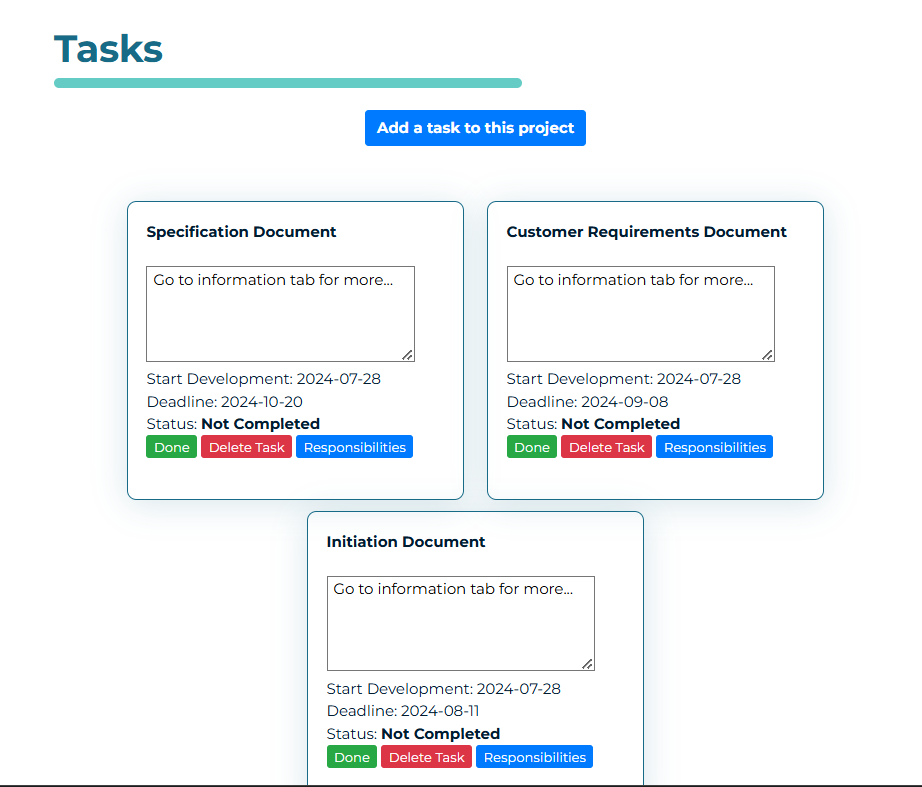 Tasks
Add a task to this project
Specification Document
Go to information tab for more...
Start Development: 2024-07-28
Deadline: 2024-10-20
Status: Not Completed
Done Delete Task Responsibilities
Customer Requirements Document
Go to information tab for more...
Start Development: 2024-07-28
Deadline: 2024-09-08
Status: Not Completed
Done Delete Task Responsibilities
Initiation Document
Go to information tab for more...
Start Development: 2024-07-28
Deadline: 2024-08-11
Status: Not Completed
Done Delete Task Responsibilities